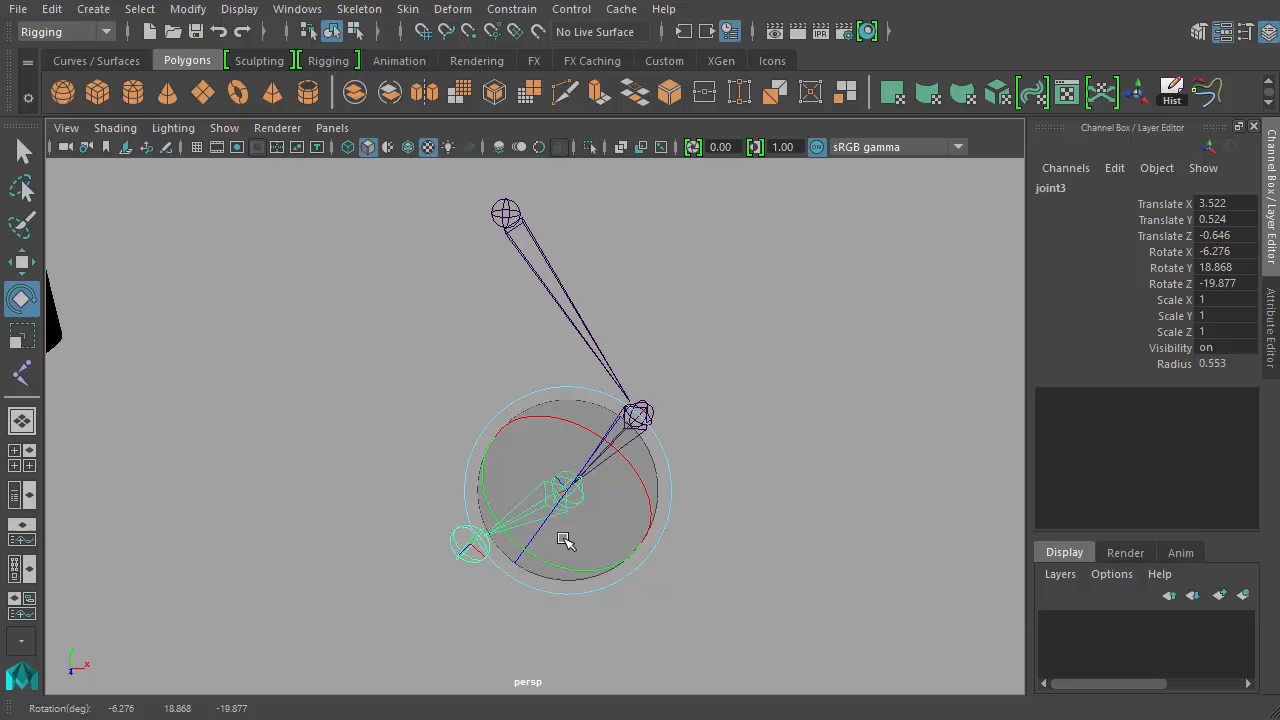 File Edit Create Select Modify Display Windows Skeleton Skin Deform Constrain Control Cache Help
Rigging No Live Surface
Curves / Surfaces Polygons Sculpting Rigging Animation Rendering FX FX Caching Custom XGen Icons
Hist
View Shading Lighting Show Renderer Panels
0.00 1.00 ON sRGB gamma
Channel Box / Layer Editor
Channels Edit Object Show
joint3
Translate X 3.522
Translate Y 0.524
Translate Z -0.646
Rotate X -6.276
Rotate Y 18.868
Rotate Z -19.877
Scale X 1
Scale Y 1
Scale Z 1
Visibility on
Radius 0.553
Channel Box / Layer Editor
Attribute Editor
Display Render Anim
Layers Options Help
y
x
z
persp
Rotation(deg): -6.276 18.868 -19.877